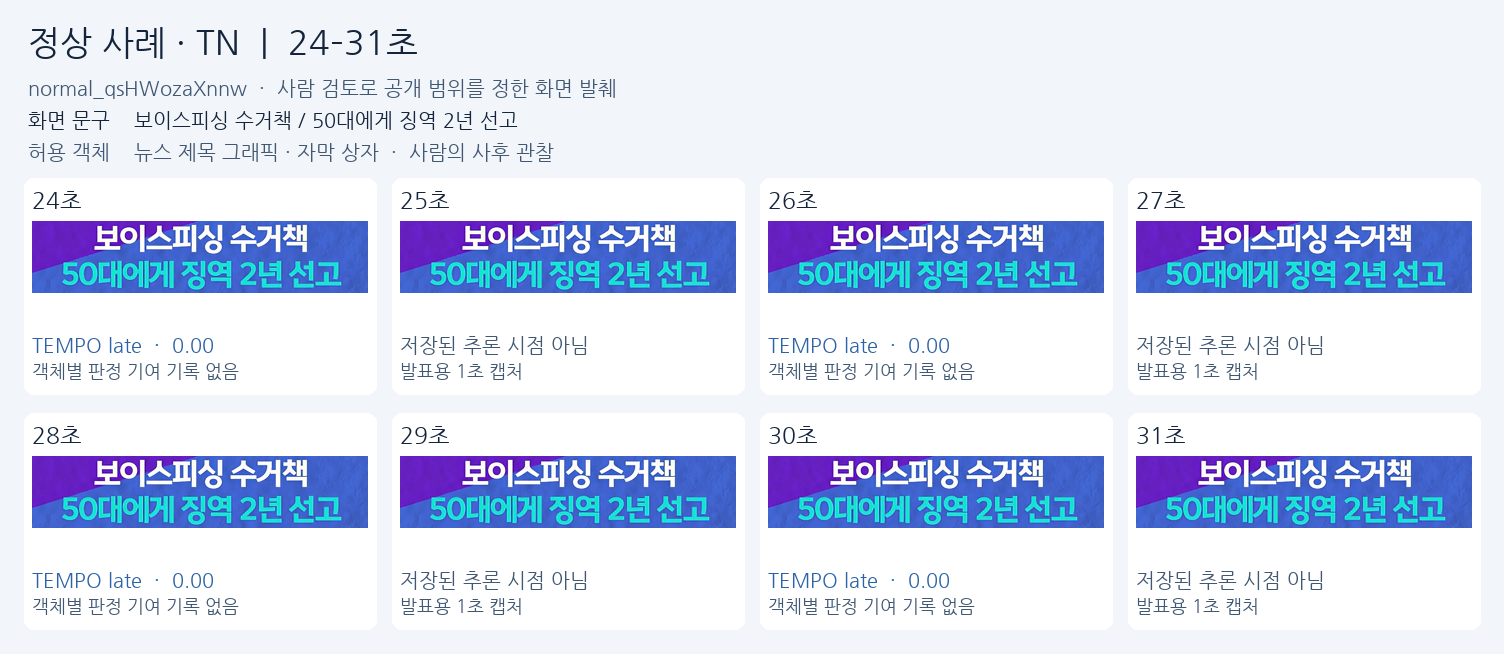 정상 사례 · TN | 24-31초
normal_qsHWozaXnnw · 사람 검토로 공개 범위를 정한 화면 발췌
화면 문구 보이스피싱 수거책 / 50대에게 징역 2년 선고
허용 객체 뉴스 제목 그래픽 · 자막 상자 · 사람의 사후 관찰
24초
보이스피싱 수거책
50대에게 징역 2년 선고
TEMPO late · 0.00
객체별 판정 기여 기록 없음
25초
보이스피싱 수거책
50대에게 징역 2년 선고
저장된 추론 시점 아님
발표용 1초 캡처
26초
보이스피싱 수거책
50대에게 징역 2년 선고
TEMPO late · 0.00
객체별 판정 기여 기록 없음
27초
보이스피싱 수거책
50대에게 징역 2년 선고
저장된 추론 시점 아님
발표용 1초 캡처
28초
보이스피싱 수거책
50대에게 징역 2년 선고
TEMPO late · 0.00
객체별 판정 기여 기록 없음
29초
보이스피싱 수거책
50대에게 징역 2년 선고
저장된 추론 시점 아님
발표용 1초 캡처
30초
보이스피싱 수거책
50대에게 징역 2년 선고
TEMPO late · 0.00
객체별 판정 기여 기록 없음
31초
보이스피싱 수거책
50대에게 징역 2년 선고
저장된 추론 시점 아님
발표용 1초 캡처